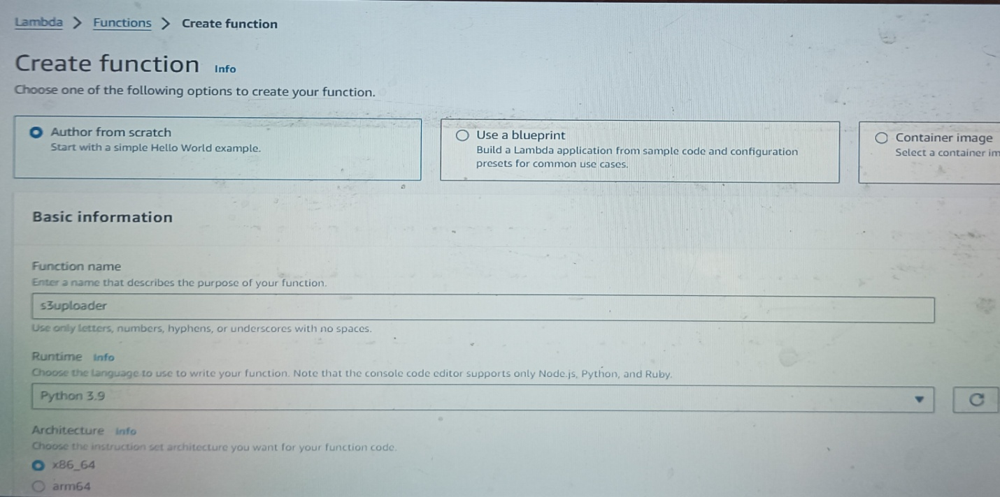 Lambda > Functions > Create function
Create function Info
Choose one of the following options to create your function.
Author from scratch
Start with a simple Hello World example.
Use a blueprint
Build a Lambda application from sample code and configuration
presets for common use cases.
Container image
Select a container im
Basic information
Function name
Enter a name that describes the purpose of your function.
s3uploader
Use only letters, numbers, hyphens, or underscores with no spaces.
Runtime Info
Choose the language to use to write your function. Note that the console code editor supports only Node.js, Python, and Ruby.
Python 3.9
Architecture Info
Choose the instruction set architecture you want for your function code.
x86_64
arm64